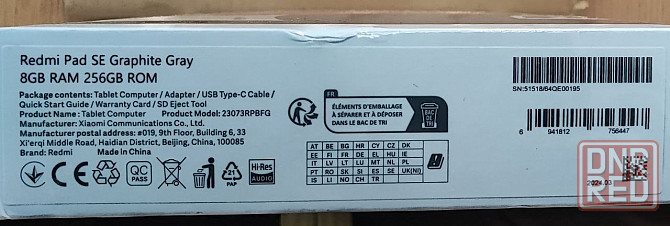 Redmi Pad SE Graphite Gray
8GB RAM 256GB ROM
Package contents: Tablet Computer / Adapter / USB Type-C Cable /
Quick Start Guide / Warranty Card / SD Eject Tool
Product Name: Tablet Computer Product Model: 23073RPBFG
Manufacturer: Xiaomi Communications Co., Ltd.
Manufacturer postal address: #019, 9th Floor, Building 6, 33
Xi'erqi Middle Road, Haidian District, Beijing, China, 100085
Brand: Redmi
CE
EAC
QC
PASS
21
PAP
Hi-Res
AUDIO
FR
ÉLÉMENTS D'EMBALLAGE
À SÉPARER ET À DÉPOSER
DANS LE BAC DE TRI
BAC
DE
TRI
AT BE BG HR CY CZ DK
EE FI FR DE EL HU IE
IT LV LT LU MT NL PL
PT RO SK SI ES SE UK(NI)
IS LI NO CH TR
SN:51518/64QE00195
6 941812 756447
2024.03
DND
RED